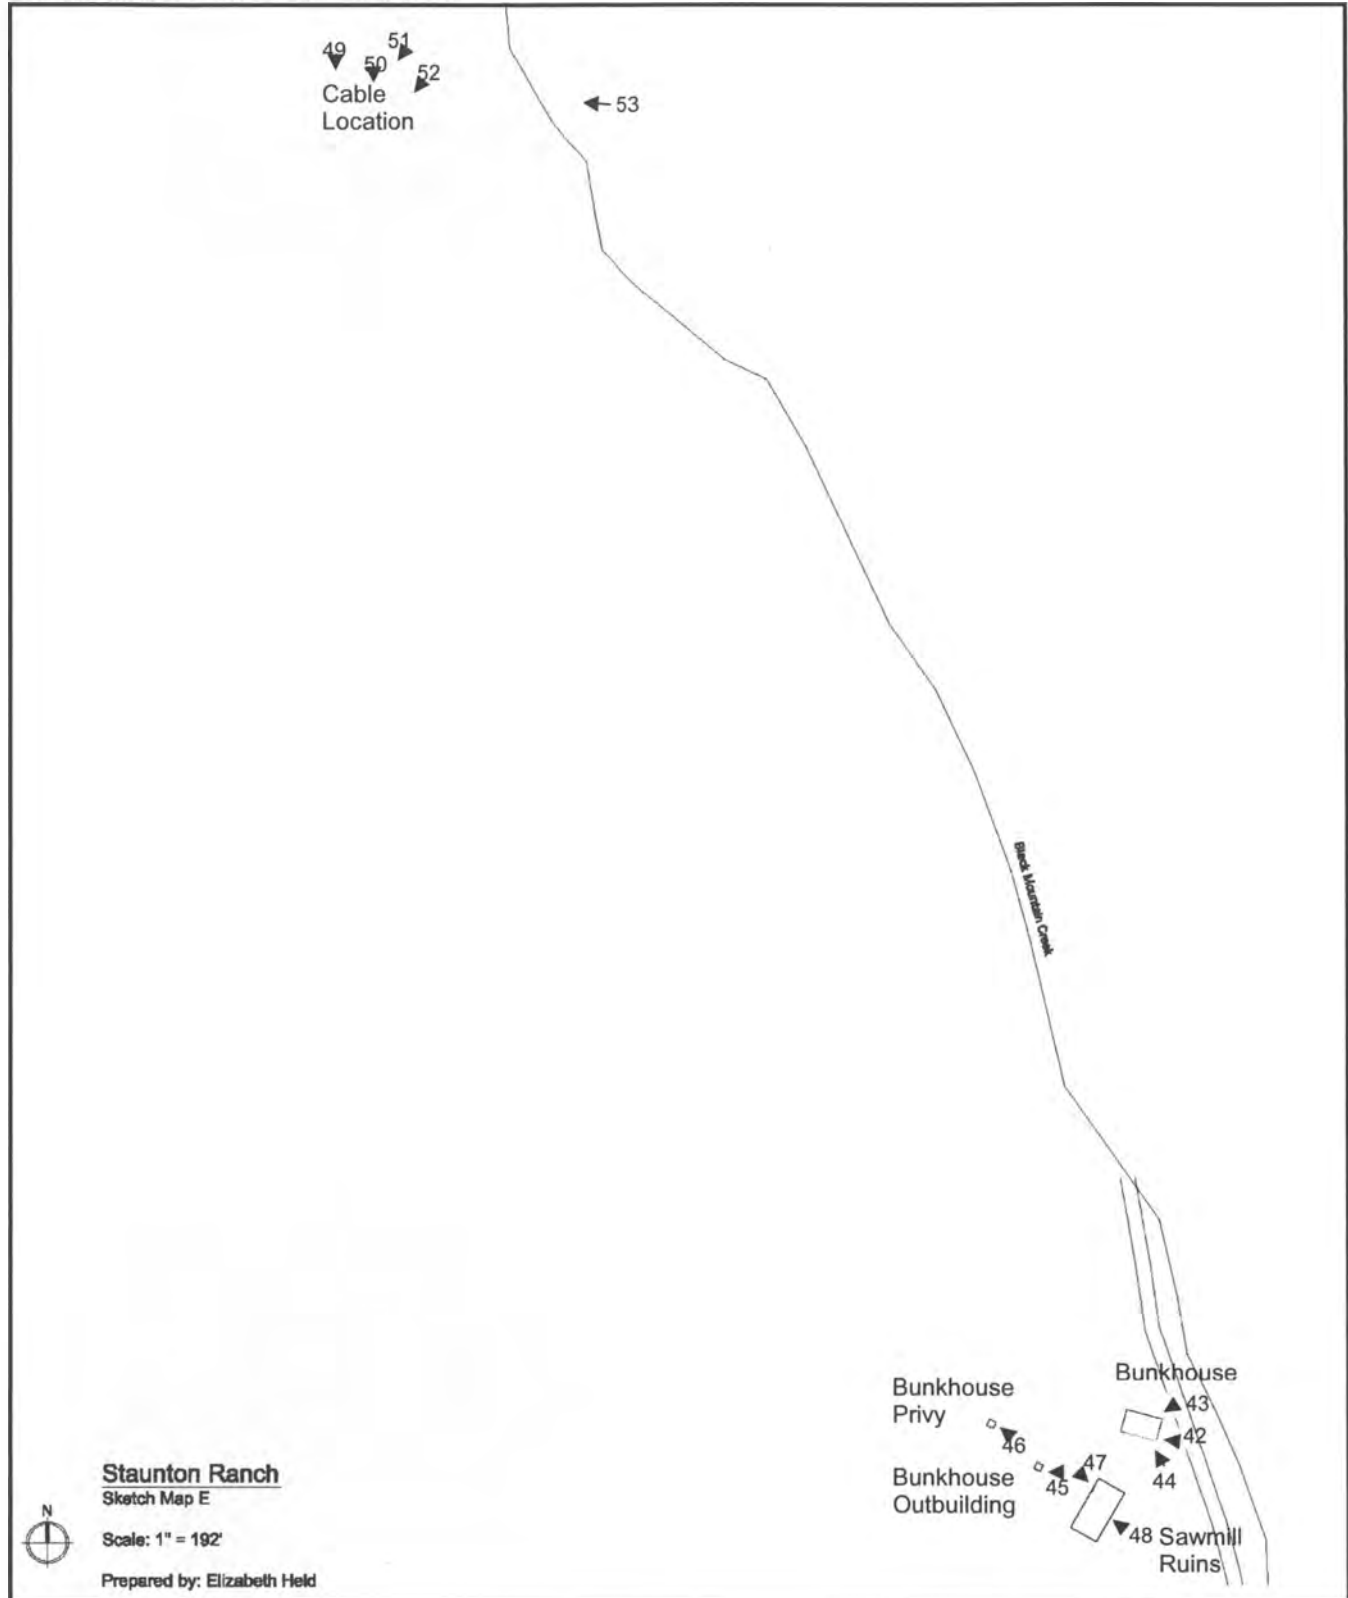 49
51
50
52
Cable
Location
53
Black Mountain Creek
Bunkhouse
Bunkhouse
Privy
43
42
46
44
47
Bunkhouse
Outbuilding
45
48
Sawmill
Ruins
Staunton Ranch
Sketch Map E
N
Scale: 1" = 192'
Prepared by: Elizabeth Held